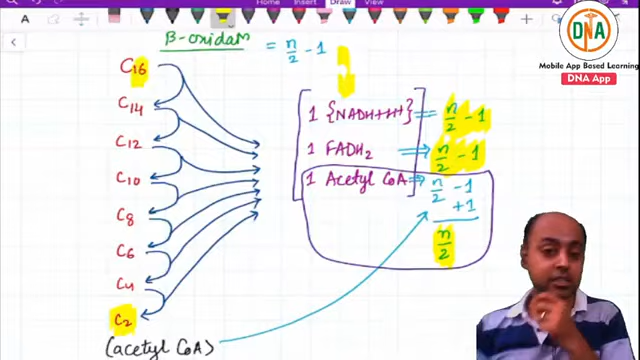 Home Insert Draw View
DNA
Mobile App Based Learning
DNA App
B-oxidan = n/2 - 1
C16
C14
C12
C10
C8
C6
C4
C2
(acetyl CoA)
1 {NADH+H+} ⇒ n/2 - 1
1 FADH2 ⇒ n/2 - 1
1 Acetyl CoA ⇒ n/2 - 1
+1
n/2